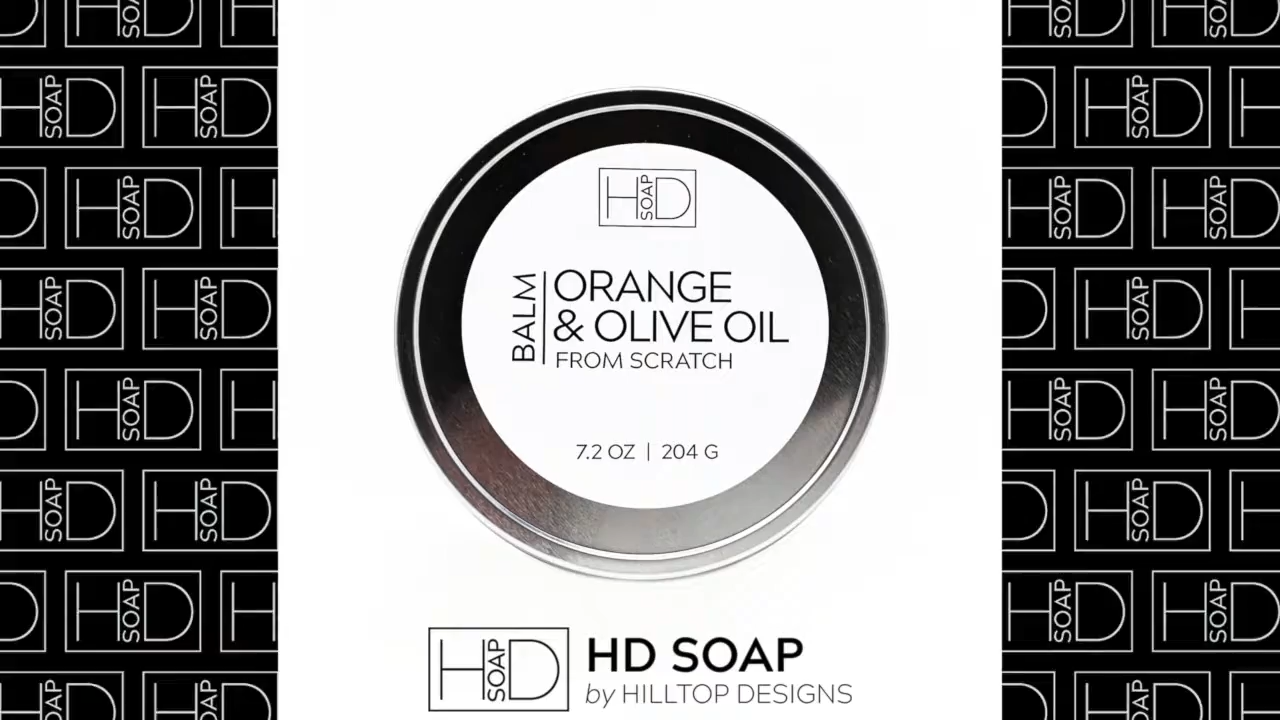 HD SOAP
BALM
ORANGE
& OLIVE OIL
FROM SCRATCH
7.2 OZ | 204 G
HD SOAP
HD SOAP
by HILLTOP DESIGNS